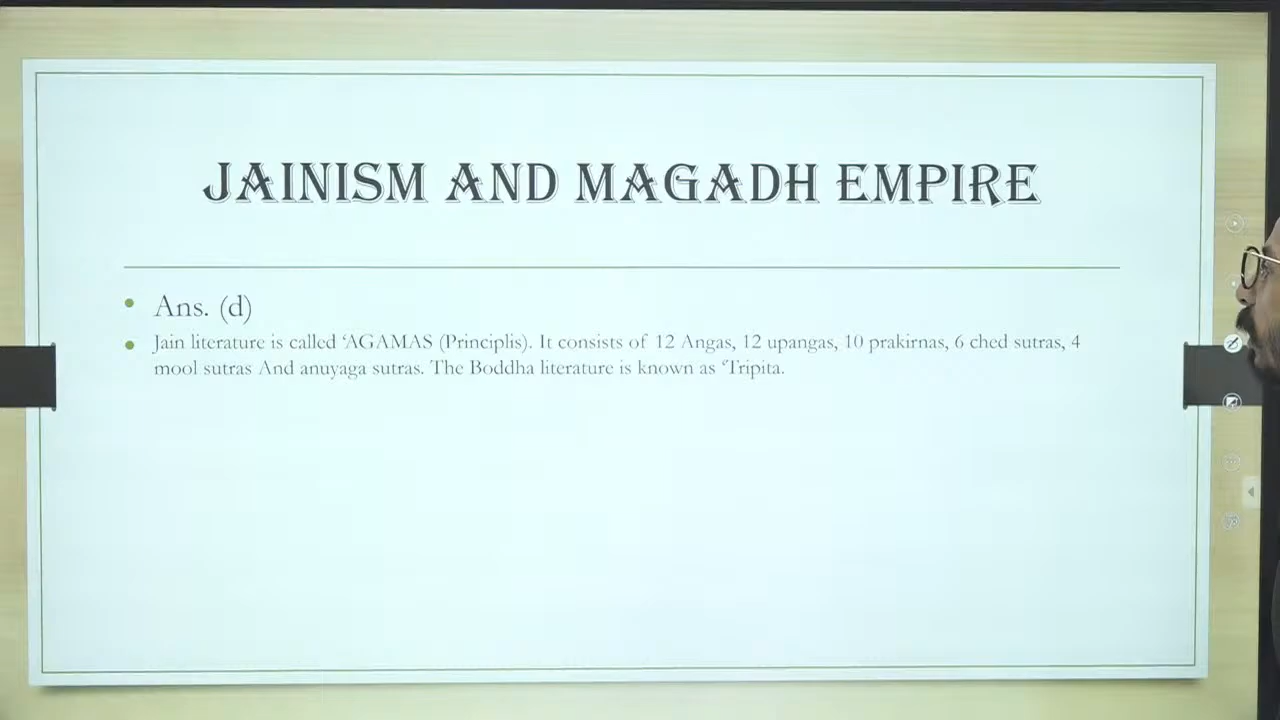 JAINISM AND MAGADH EMPIRE
Ans. (d)
Jain literature is called ‘AGAMAS (Principlis). It consists of 12 Angas, 12 upangas, 10 prakirnas, 6 ched sutras, 4
mool sutras And anuyaga sutras. The Boddha literature is known as ‘Tripita.